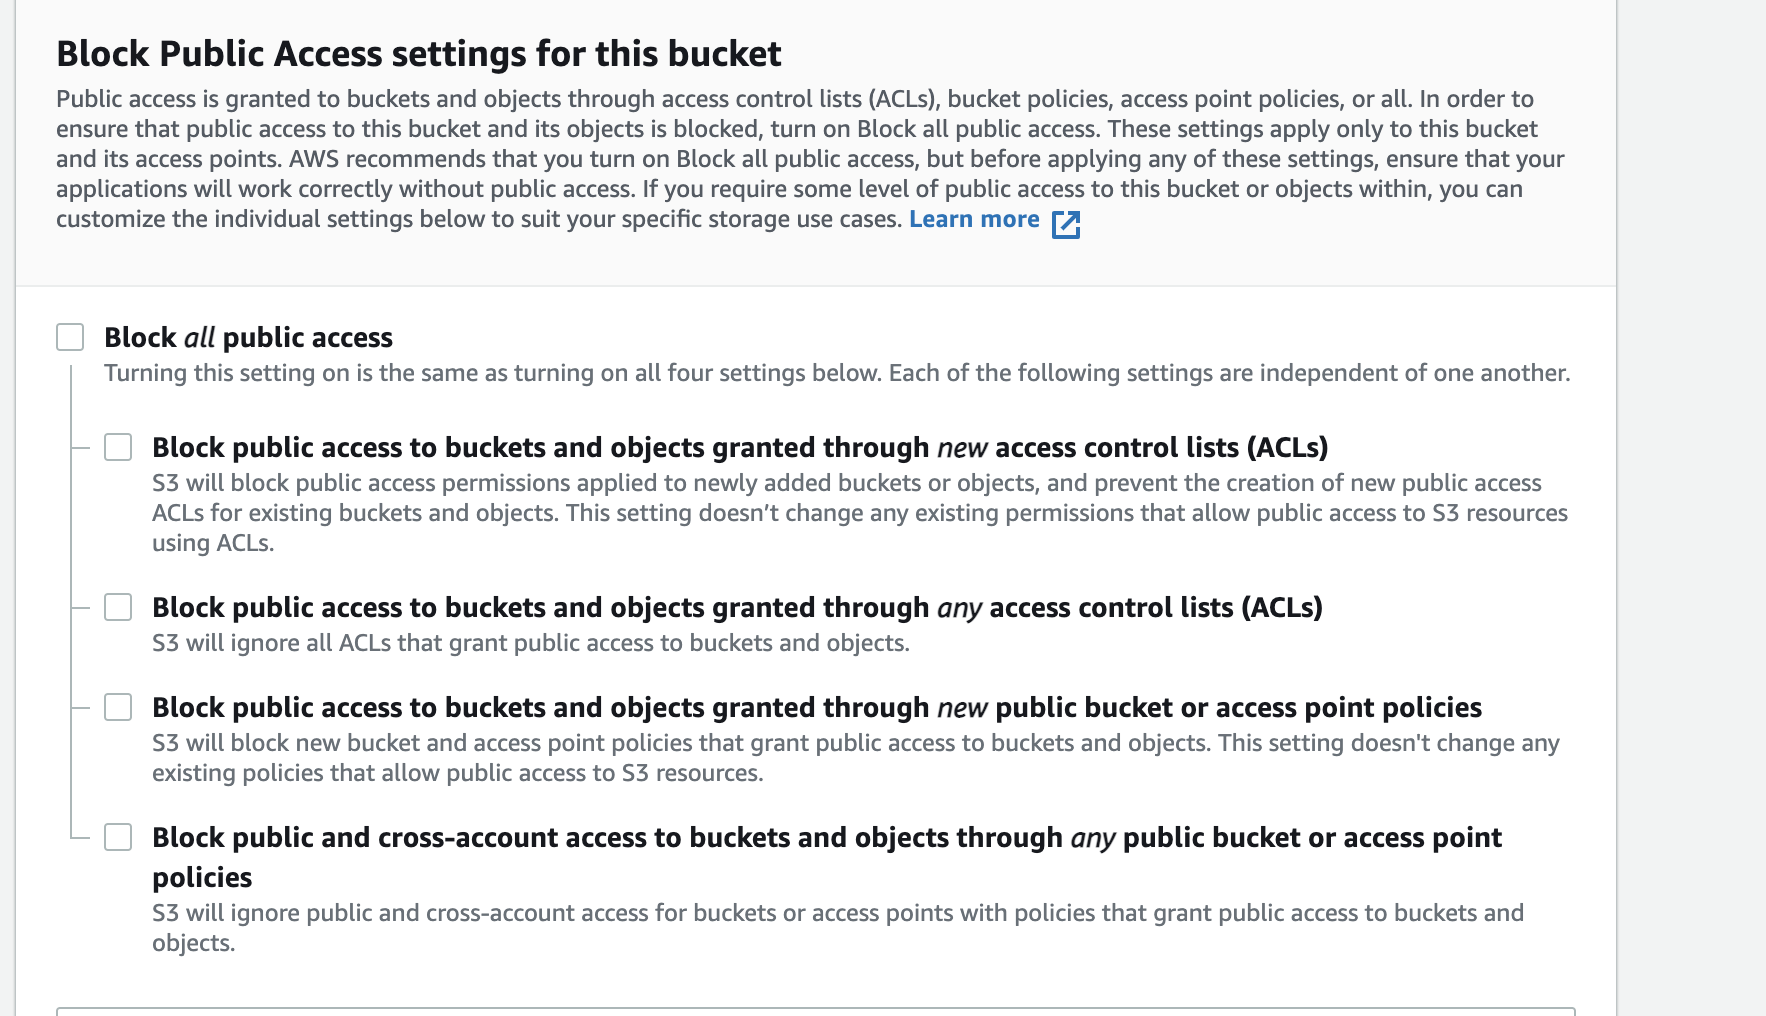 Block Public Access settings for this bucket
Public access is granted to buckets and objects through access control lists (ACLs), bucket policies, access point policies, or all. In order to
ensure that public access to this bucket and its objects is blocked, turn on Block all public access. These settings apply only to this bucket
and its access points. AWS recommends that you turn on Block all public access, but before applying any of these settings, ensure that your
applications will work correctly without public access. If you require some level of public access to this bucket or objects within, you can
customize the individual settings below to suit your specific storage use cases. Learn more
Block all public access
Turning this setting on is the same as turning on all four settings below. Each of the following settings are independent of one another.
Block public access to buckets and objects granted through new access control lists (ACLs)
S3 will block public access permissions applied to newly added buckets or objects, and prevent the creation of new public access
ACLs for existing buckets and objects. This setting doesn’t change any existing permissions that allow public access to S3 resources
using ACLs.
Block public access to buckets and objects granted through any access control lists (ACLs)
S3 will ignore all ACLs that grant public access to buckets and objects.
Block public access to buckets and objects granted through new public bucket or access point policies
S3 will block new bucket and access point policies that grant public access to buckets and objects. This setting doesn't change any
existing policies that allow public access to S3 resources.
Block public and cross-account access to buckets and objects through any public bucket or access point
policies
S3 will ignore public and cross-account access for buckets or access points with policies that grant public access to buckets and
objects.